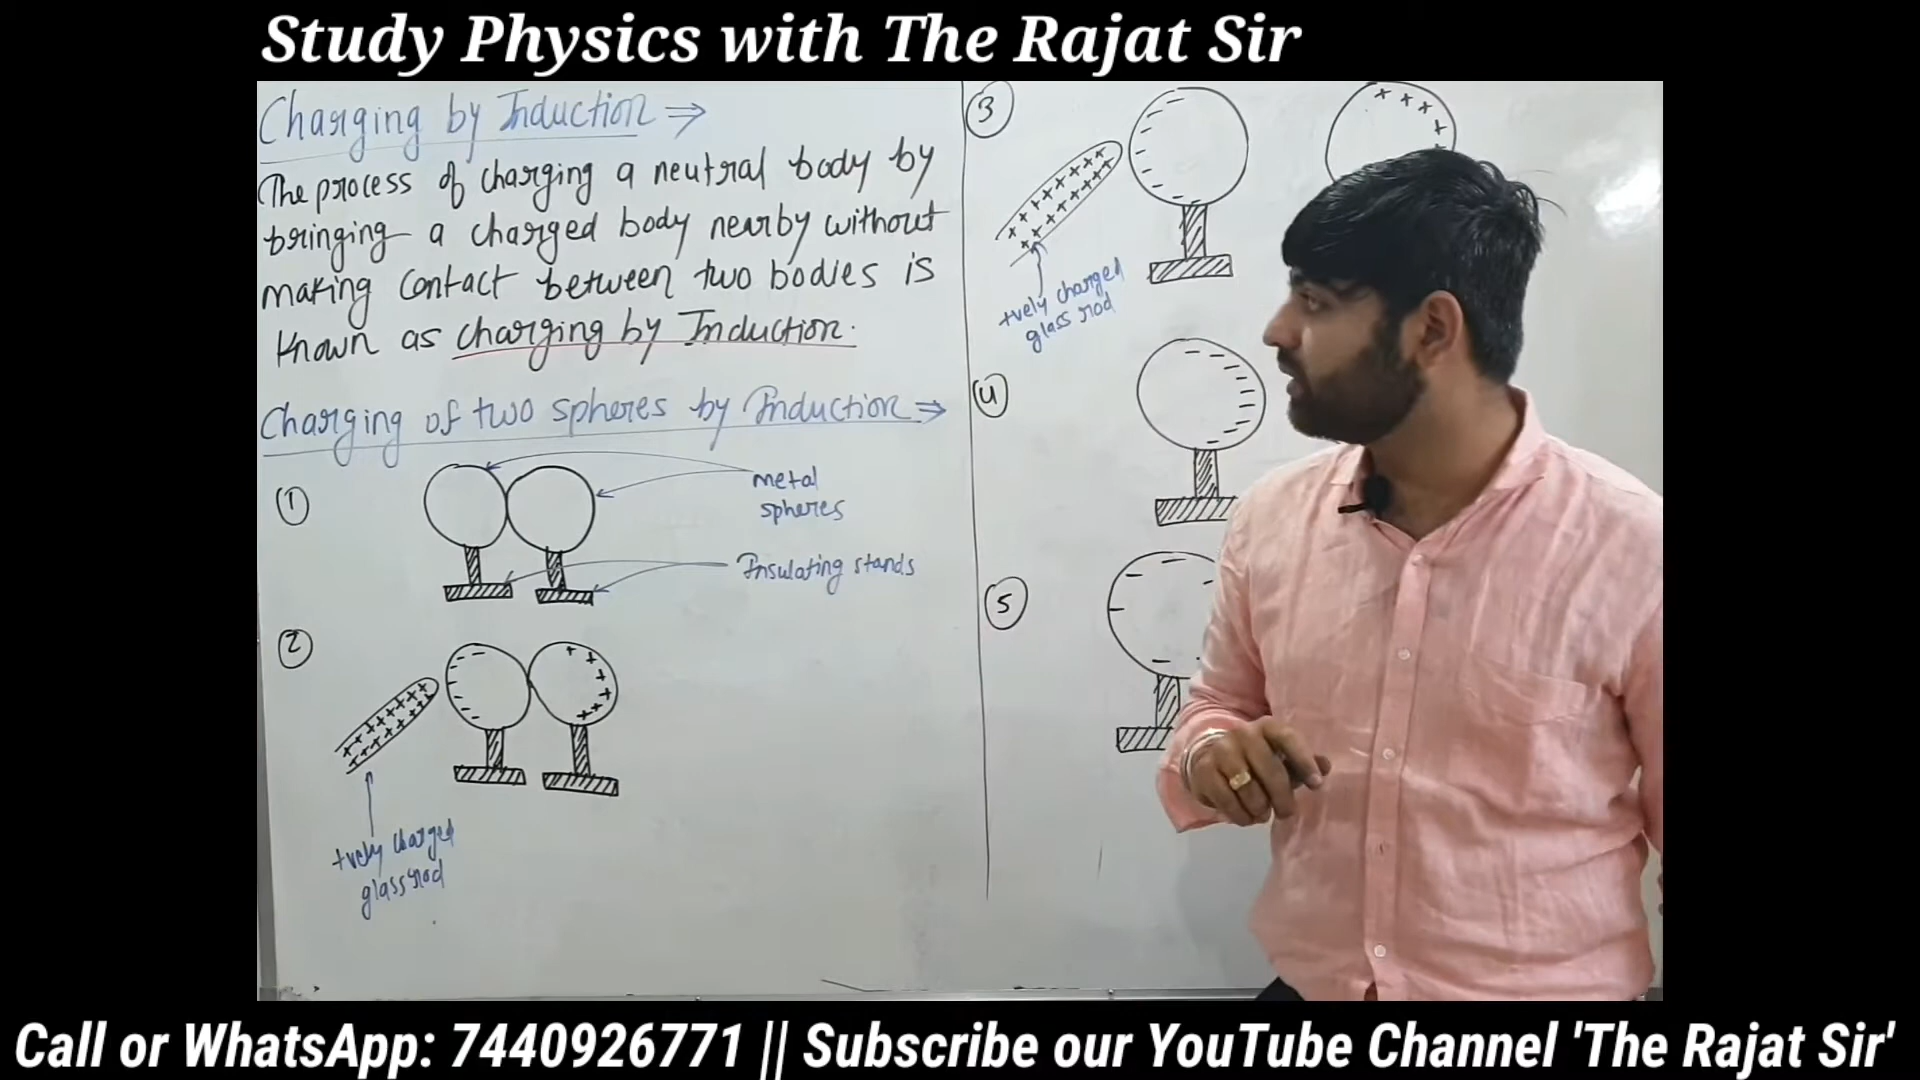 Study Physics with The Rajat Sir
Charging by Induction ⇒
The process of charging a neutral body by
bringing a charged body nearby without
making contact between two bodies is
known as charging by Induction.
Charging of two spheres by Induction ⇒
1
metal
spheres
Insulating stands
2
+vely charged
glass rod
3
+vely charged
glass rod
4
5
Call or WhatsApp: 7440926771 || Subscribe our YouTube Channel 'The Rajat Sir'